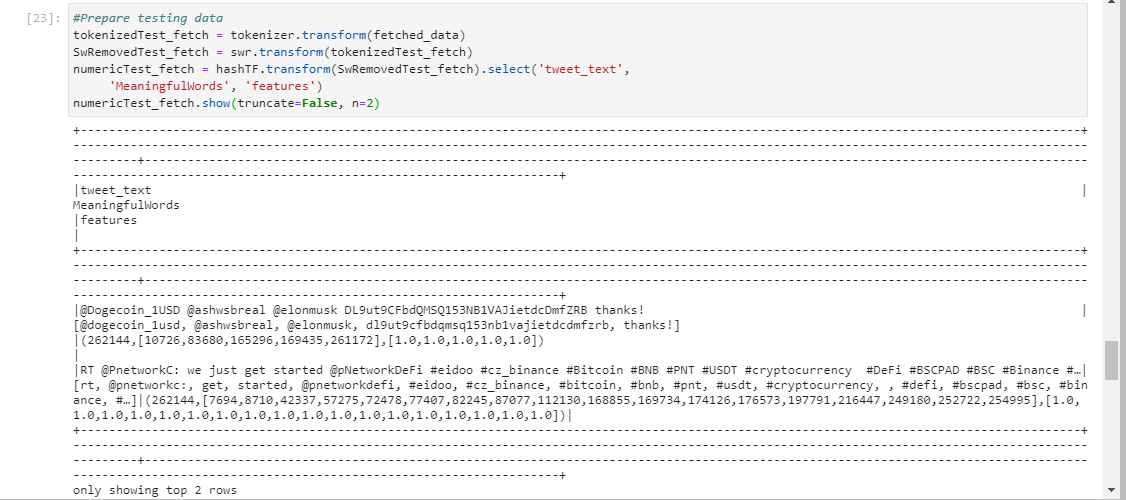 [23]: #Prepare testing data
tokenizedTest_fetch = tokenizer.transform(fetched_data)
SwRemovedTest_fetch = swr.transform(tokenizedTest_fetch)
numericTest_fetch = hashTF.transform(SwRemovedTest_fetch).select('tweet_text',
'MeaningfulWords', 'features')
numericTest_fetch.show(truncate=False, n=2)
|tweet_text |
MeaningfulWords
|features
|
|@Dogecoin_1USD @ashwsbreal @elonmusk DL9ut9CFbdQMSQ153NB1VAJietdcDmfZRB thanks! |
[@dogecoin_1usd, @ashwsbreal, @elonmusk, dl9ut9cfbdqmsq153nb1vajietdcdmfzrb, thanks!]
|(262144,[10726,83680,165296,169435,261172],[1.0,1.0,1.0,1.0,1.0])
|
|RT @PnetworkC: we just get started @pNetworkDeFi #eidoo #cz_binance #Bitcoin #BNB #PNT #USDT #cryptocurrency #DeFi #BSCPAD #BSC #Binance #…|
[rt, @pnetworkc:, get, started, @pnetworkdefi, #eidoo, #cz_binance, #bitcoin, #bnb, #pnt, #usdt, #cryptocurrency, , #defi, #bscpad, #bsc, #bin
ance, #…]|(262144,[7694,8710,42337,57275,72478,77407,82245,87077,112130,168855,169734,174126,176573,197791,216447,249180,252722,254995],[1.0,
1.0,1.0,1.0,1.0,1.0,1.0,1.0,1.0,1.0,1.0,1.0,1.0,1.0,1.0,1.0,1.0,1.0])|
only showing top 2 rows